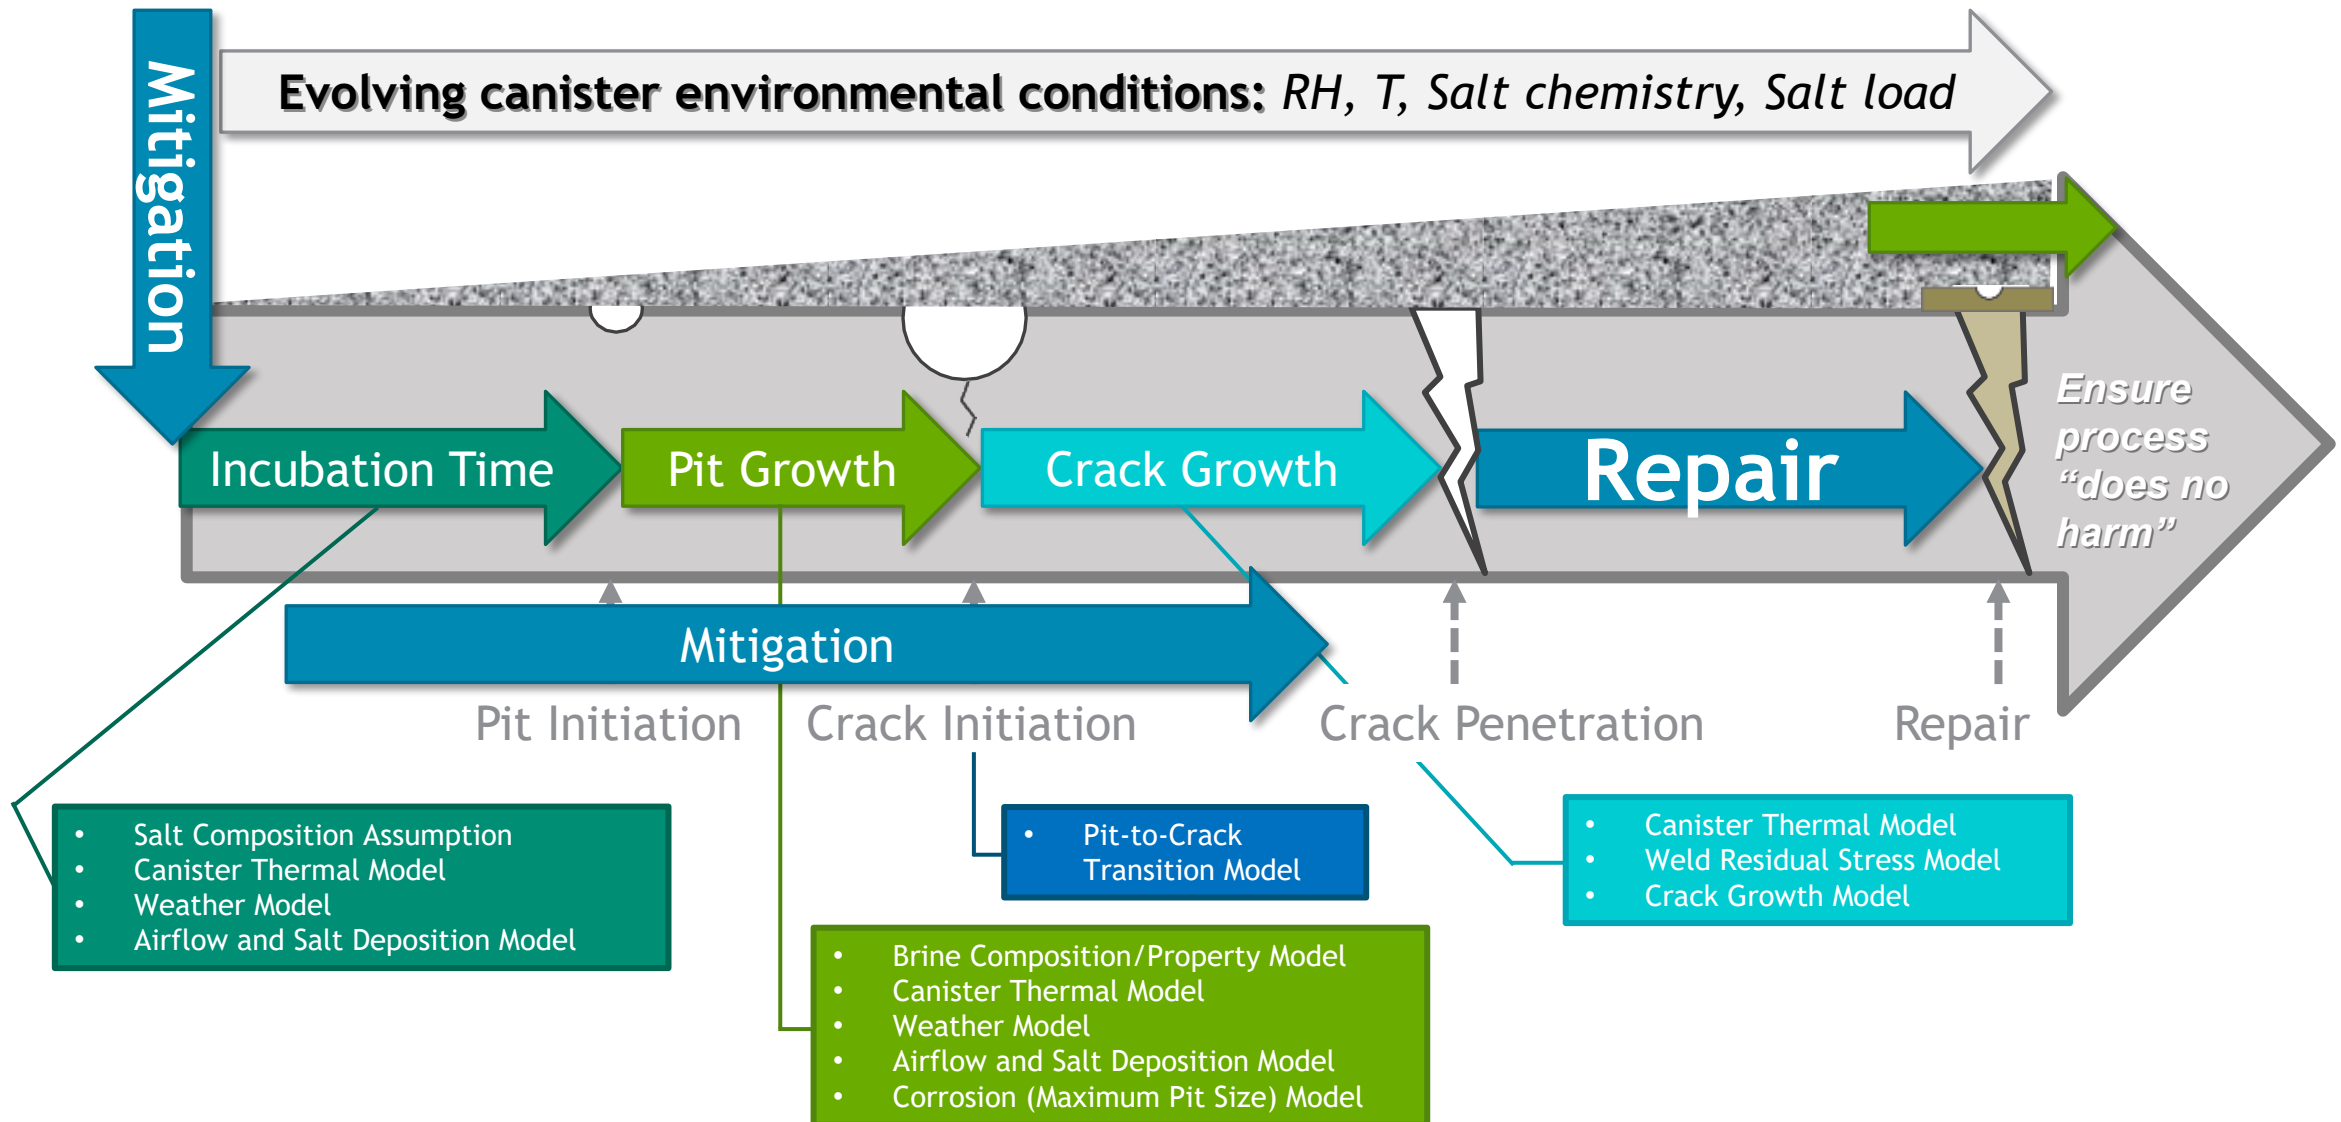 Mitigation
Evolving canister environmental conditions: RH, T, Salt chemistry, Salt load
Ensure
process
“does no
harm”
Incubation Time
Pit Growth
Crack Growth
Repair
Mitigation
Pit Initiation
Crack Initiation
Crack Penetration
Repair
• Salt Composition Assumption
• Canister Thermal Model
• Weather Model
• Airflow and Salt Deposition Model
• Pit-to-Crack
Transition Model
• Canister Thermal Model
• Weld Residual Stress Model
• Crack Growth Model
• Brine Composition/Property Model
• Canister Thermal Model
• Weather Model
• Airflow and Salt Deposition Model
• Corrosion (Maximum Pit Size) Model